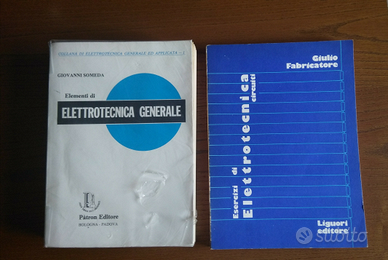 COLLANA DI ELETTROTECNICA GENERALE ED APPLICATA - 1
GIOVANNI SOMEDA
Elementi di
ELETTROTECNICA GENERALE
Pàtron Editore
BOLOGNA - PADOVA
Giulio
Fabricatore
Esercizi di
Elettrotecnica
circuiti
Liguori
editore
subito